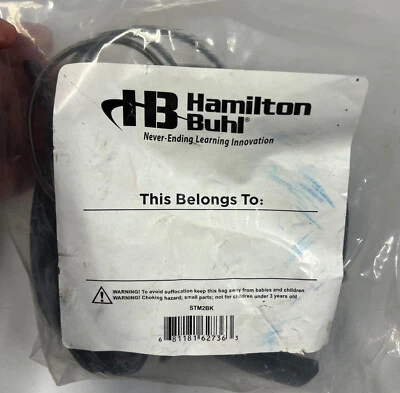 HB Hamilton
Buhl®
Never-Ending Learning Innovation
This Belongs To:
WARNING! To avoid suffocation keep this bag away from babies and children
WARNING! Choking hazard, small parts; not for children under 3 years old
STM2BK
6 81181 62736 3